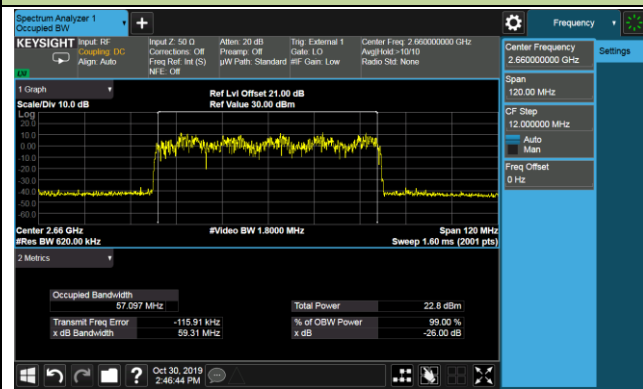 Spectrum Analyzer 1
Occupied BW
+
Frequency
KEYSIGHT
Input: RF
Coupling: DC
Align: Auto
Input Z: 50 Ω
Corrections: Off
Freq Ref: Int (S)
NFE: Off
Atten: 20 dB
Preamp: Off
µW Path: Standard
Trig: External 1
Gate: LO
#IF Gain: Low
Center Freq: 2.660000000 GHz
Avg|Hold:>10/10
Radio Std: None
Center Frequency
2.660000000 GHz
Settings
Span
120.00 MHz
CF Step
12.000000 MHz
Auto
Man
Freq Offset
0 Hz
1 Graph
Scale/Div 10.0 dB
Ref Lvl Offset 21.00 dB
Ref Value 30.00 dBm
Log
20.0
10.0
0.00
-10.0
-20.0
-30.0
-40.0
-50.0
-60.0
Center 2.66 GHz
#Res BW 620.00 kHz
#Video BW 1.8000 MHz
Span 120 MHz
Sweep 1.60 ms (2001 pts)
2 Metrics
Occupied Bandwidth
57.097 MHz
Total Power 22.8 dBm
Transmit Freq Error -115.91 kHz % of OBW Power 99.00 %
x dB Bandwidth 59.31 MHz x dB -26.00 dB
?
Oct 30, 2019
2:46:44 PM